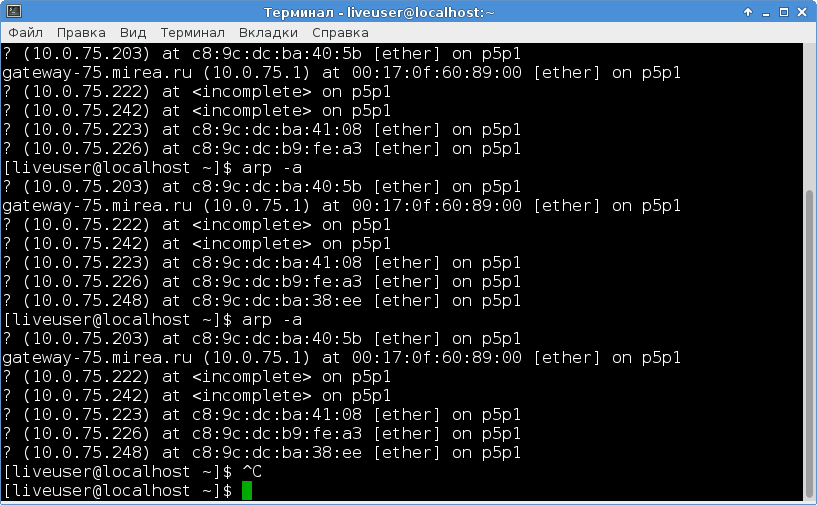 Терминал - liveuser@localhost:~
Файл Правка Вид Терминал Вкладки Справка
? (10.0.75.203) at c8:9c:dc:ba:40:5b [ether] on p5p1
gateway-75.mirea.ru (10.0.75.1) at 00:17:0f:60:89:00 [ether] on p5p1
? (10.0.75.222) at <incomplete> on p5p1
? (10.0.75.242) at <incomplete> on p5p1
? (10.0.75.223) at c8:9c:dc:ba:41:08 [ether] on p5p1
? (10.0.75.226) at c8:9c:dc:b9:fe:a3 [ether] on p5p1
[liveuser@localhost ~]$ arp -a
? (10.0.75.203) at c8:9c:dc:ba:40:5b [ether] on p5p1
gateway-75.mirea.ru (10.0.75.1) at 00:17:0f:60:89:00 [ether] on p5p1
? (10.0.75.222) at <incomplete> on p5p1
? (10.0.75.242) at <incomplete> on p5p1
? (10.0.75.223) at c8:9c:dc:ba:41:08 [ether] on p5p1
? (10.0.75.226) at c8:9c:dc:b9:fe:a3 [ether] on p5p1
? (10.0.75.248) at c8:9c:dc:ba:38:ee [ether] on p5p1
[liveuser@localhost ~]$ arp -a
? (10.0.75.203) at c8:9c:dc:ba:40:5b [ether] on p5p1
gateway-75.mirea.ru (10.0.75.1) at 00:17:0f:60:89:00 [ether] on p5p1
? (10.0.75.222) at <incomplete> on p5p1
? (10.0.75.242) at <incomplete> on p5p1
? (10.0.75.223) at c8:9c:dc:ba:41:08 [ether] on p5p1
? (10.0.75.226) at c8:9c:dc:b9:fe:a3 [ether] on p5p1
? (10.0.75.248) at c8:9c:dc:ba:38:ee [ether] on p5p1
[liveuser@localhost ~]$ ^C
[liveuser@localhost ~]$